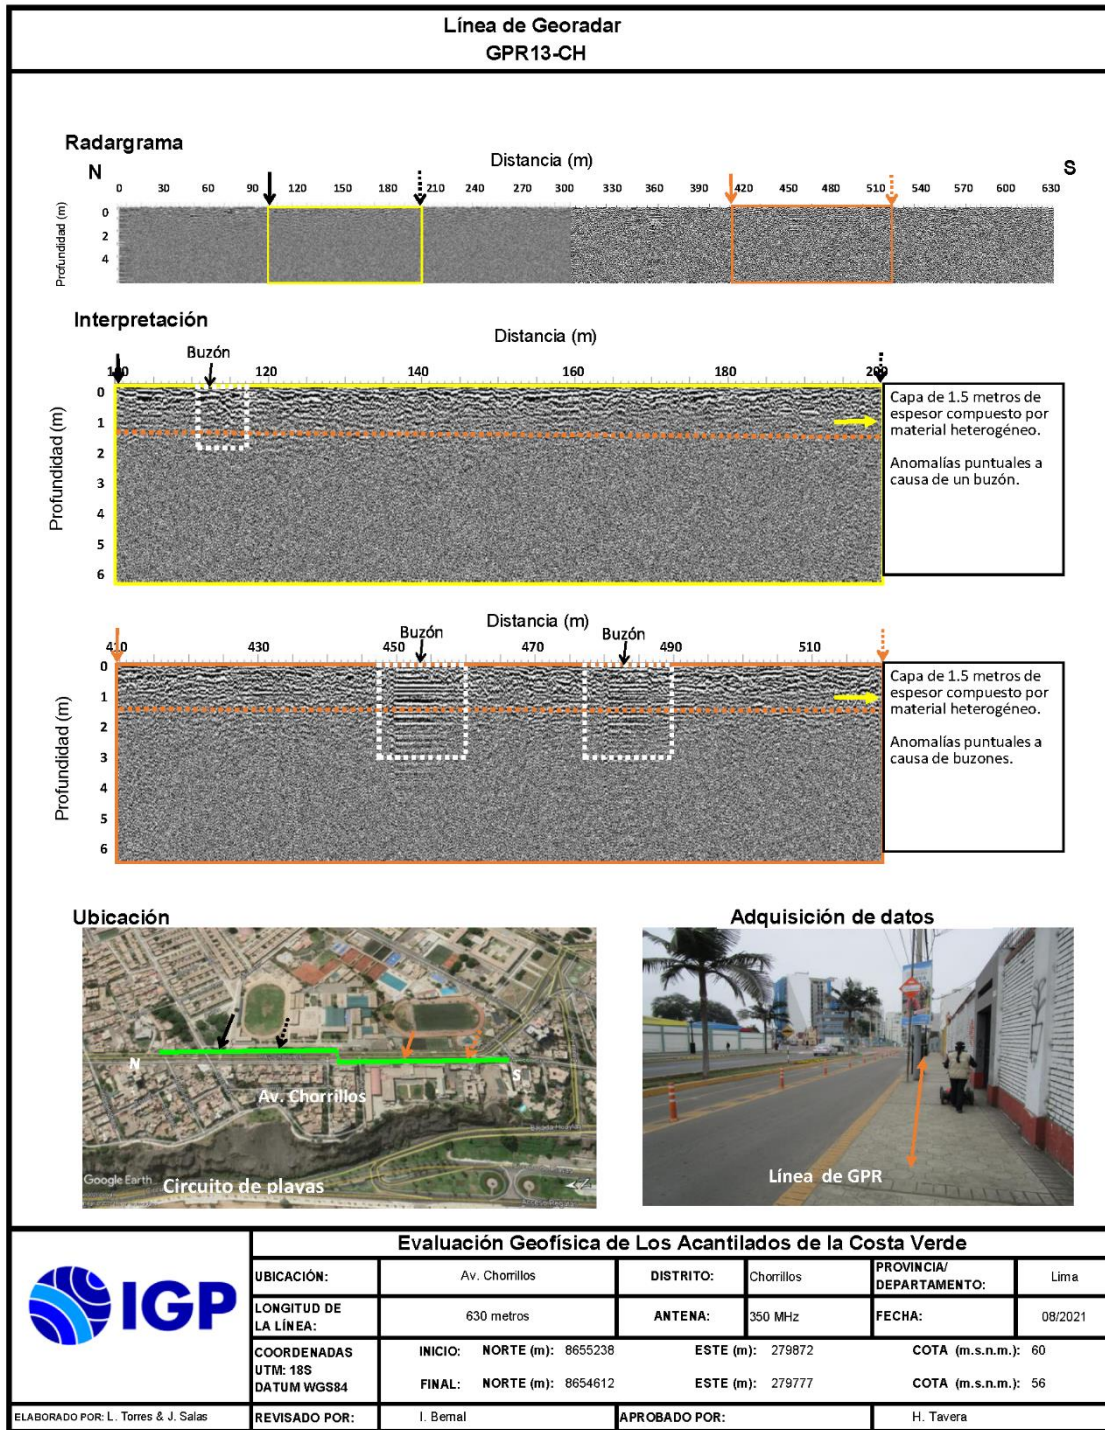 Línea de Georadar
GPR13-CH
Radargrama
Distancia (m)
N
S
0 30 60 90 120 150 180 210 240 270 300 330 360 390 420 450 480 510 540 570 600 630
Profundidad (m)
0
2
4
Interpretación
Distancia (m)
Buzón
100 120 140 160 180 200
Profundidad (m)
0
1
2
3
4
5
6
Capa de 1.5 metros de
espesor compuesto por
material heterogéneo.
Anomalías puntuales a
causa de un buzón.
Distancia (m)
Buzón
Buzón
410 430 450 470 490 510
Profundidad (m)
0
1
2
3
4
5
6
Capa de 1.5 metros de
espesor compuesto por
material heterogéneo.
Anomalías puntuales a
causa de buzones.
Ubicación
N
S
Av. Chorrillos
Google Earth
Circuito de playas
Adquisición de datos
Línea de GPR
IGP
Evaluación Geofísica de Los Acantilados de la Costa Verde
UBICACIÓN: Av. Chorrillos DISTRITO: Chorrillos PROVINCIA/ DEPARTAMENTO: Lima
LONGITUD DE LA LÍNEA: 630 metros ANTENA: 350 MHz FECHA: 08/2021
COORDENADAS
UTM: 18S
DATUM WGS84
INICIO: NORTE (m): 8655238 ESTE (m): 279872 COTA (m.s.n.m.): 60
FINAL: NORTE (m): 8654612 ESTE (m): 279777 COTA (m.s.n.m.): 56
ELABORADO POR: L. Torres & J. Salas REVISADO POR: I. Bernal APROBADO POR: H. Tavera